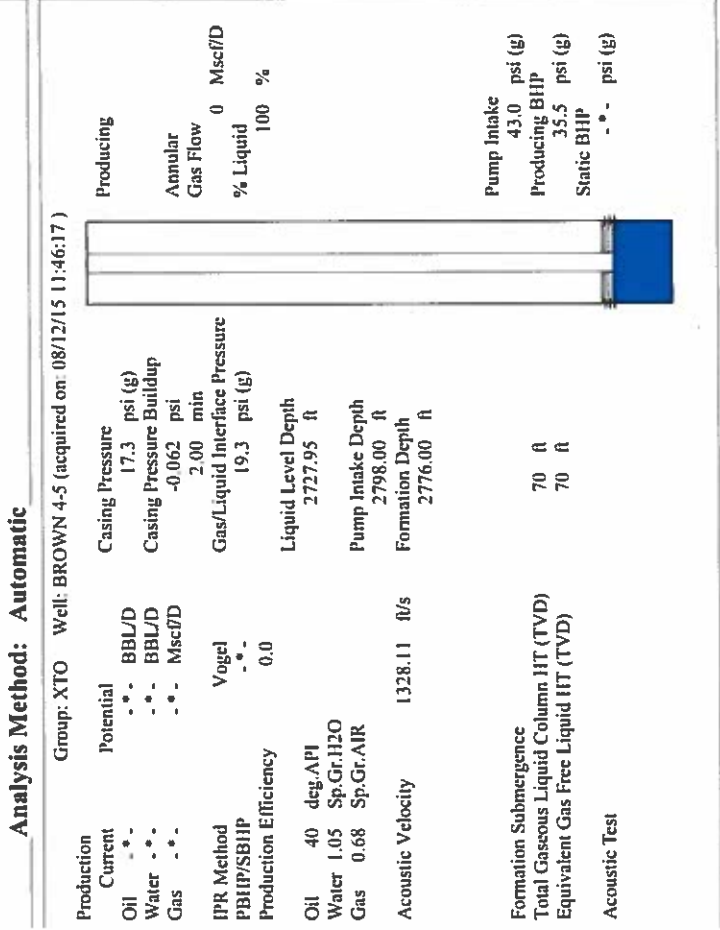 Analysis Method: Automatic
Group: XTO Well: BROWN 4-5 (acquired on: 08/12/15 11:46:17 )
Production
Current Potential
Oil - * - - * - BBL/D
Water - * - - * - BBL/D
Gas - * - - * - Mscf/D
IPR Method Vogel
PBHP/SBHP - * -
Production Efficiency 0.0
Oil 40 deg.API
Water 1.05 Sp.Gr.H2O
Gas 0.68 Sp.Gr.AIR
Acoustic Velocity 1328.11 ft/s
Formation Submergence
Total Gaseous Liquid Column HT (TVD) 70 ft
Equivalent Gas Free Liquid HT (TVD) 70 ft
Acoustic Test
Casing Pressure
17.3 psi (g)
Casing Pressure Buildup
-0.062 psi
2.00 min
Gas/Liquid Interface Pressure
19.3 psi (g)
Liquid Level Depth
2727.95 ft
Pump Intake Depth
2798.00 ft
Formation Depth
2776.00 ft
Producing
Annular
Gas Flow
0 Mscf/D
% Liquid
100 %
Pump Intake
43.0 psi (g)
Producing BHP
35.5 psi (g)
Static BHP
- * - psi (g)